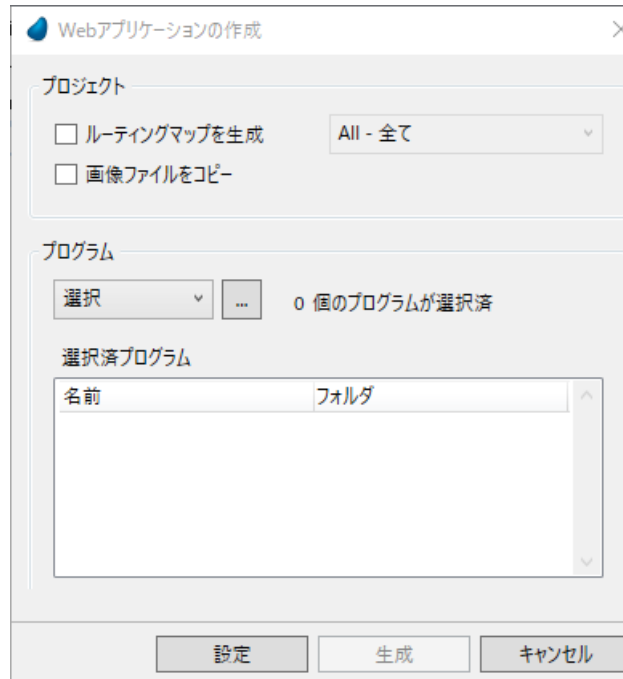 Webアプリケーションの作成
プロジェクト
ルーティングマップを生成 All - 全て
画像ファイルをコピー
プログラム
選択 ... 0 個のプログラムが選択済
選択済プログラム
名前 フォルダ
設定 生成 キャンセル